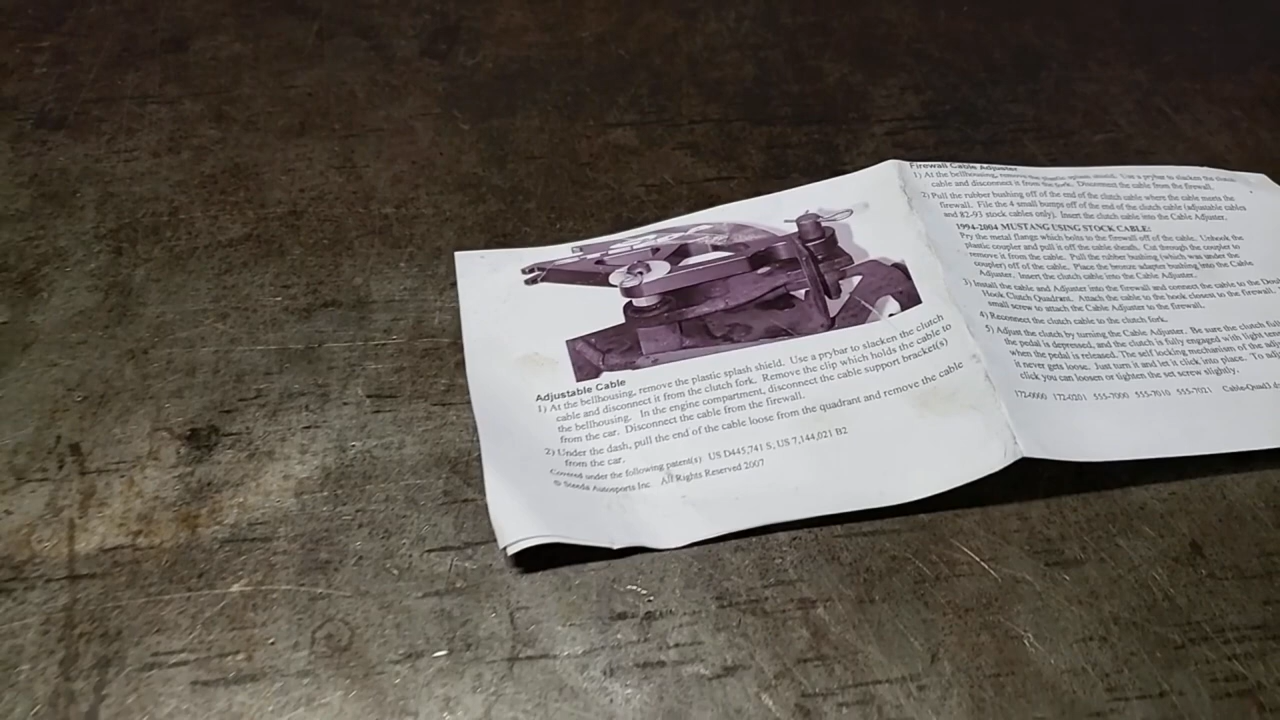 Adjustable Cable
1) At the bellhousing, remove the plastic splash shield. Use a prybar to slacken the clutch
cable and disconnect it from the clutch fork. Remove the clip which holds the cable to
the bellhousing. In the engine compartment, disconnect the cable support bracket(s)
from the car. Disconnect the cable from the firewall.
2) Under the dash, pull the end of the cable loose from the quadrant and remove the cable
from the car.
Covered under the following patent(s) US D445,741 S, US 7,144,021 B2
© Steeda Autosports Inc All Rights Reserved 2007
Firewall Cable Adjuster
1) At the bellhousing, remove the plastic splash shield. Use a prybar to slacken the clutch
cable and disconnect it from the fork. Disconnect the cable from the firewall.
2) Pull the rubber bushing off of the end of the clutch cable where the cable meets the
firewall. File the 4 small bumps off of the end of the clutch cable (adjustable cables
and 82-93 stock cables only). Insert the clutch cable into the Cable Adjuster.
1994-2004 MUSTANG USING STOCK CABLE:
Pry the metal flange which bolts to the firewall off of the cable. Unhook the
plastic coupler and pull it off the cable sheath. Cut through the coupler to
remove it from the cable. Pull the rubber bushing (which was under the
coupler) off of the cable. Place the bronze adapter bushing into the Cable
Adjuster. Insert the clutch cable into the Cable Adjuster.
3) Install the cable and Adjuster into the firewall and connect the cable to the Dou
Hook Clutch Quadrant. Attach the cable to the hook closest to the firewall.
small screw to attach the Cable Adjuster to the firewall.
4) Reconnect the clutch cable to the clutch fork.
5) Adjust the clutch by turning the Cable Adjuster. Be sure the clutch ful
the pedal is depressed, and the clutch is fully engaged with light ten
when the pedal is released. The self locking mechanism of the adj
it never gets loose. Just turn it and let it click into place. To adj
click you can loosen or tighten the set screw slightly.
172-0000 172-0201 555-7000 555-7010 555-7021 Cable-Quad1.d